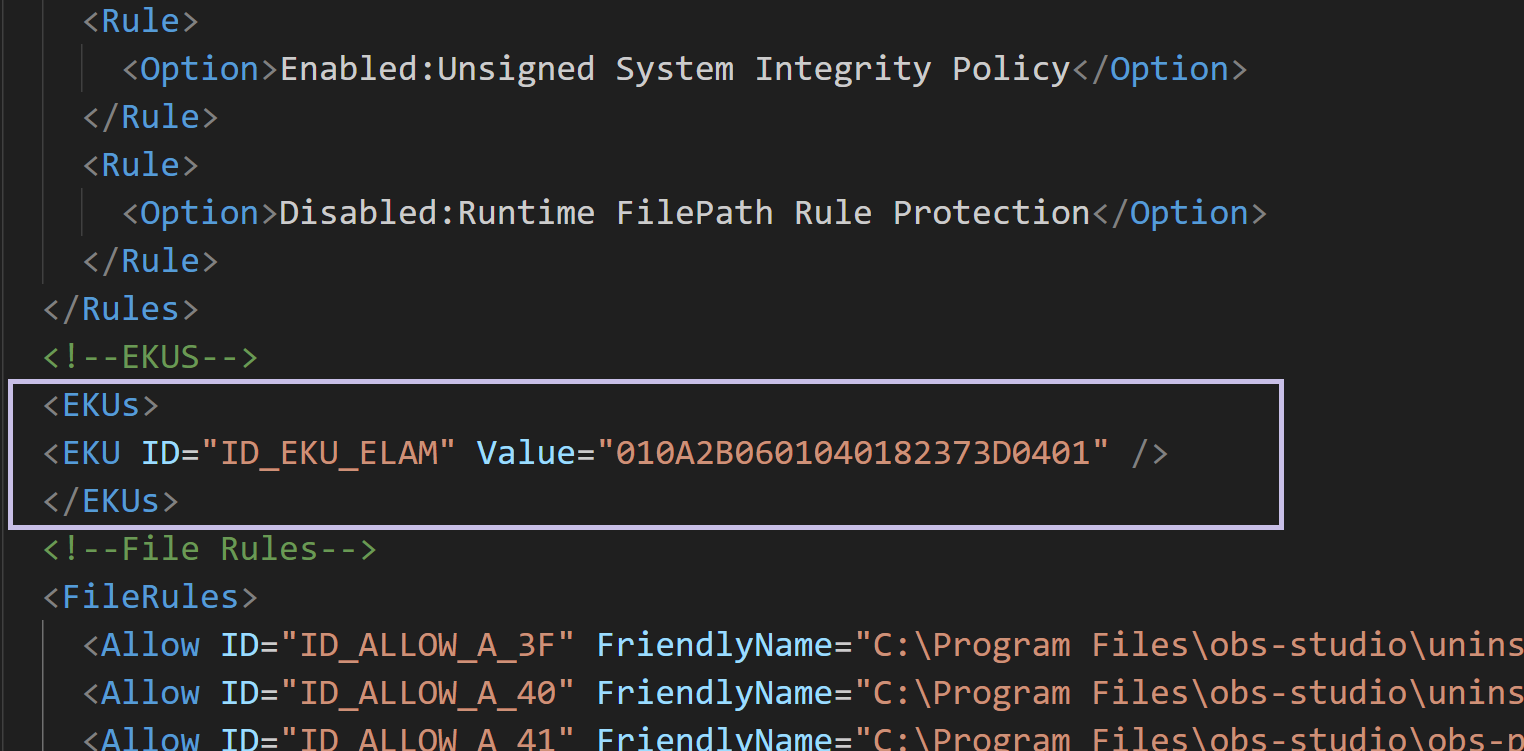 <Rule>
<Option>Enabled:Unsigned System Integrity Policy</Option>
</Rule>
<Rule>
<Option>Disabled:Runtime FilePath Rule Protection</Option>
</Rule>
</Rules>
<!--EKUS-->
<EKUs>
<EKU ID="ID_EKU_ELAM" Value="010A2B0601040182373D0401" />
</EKUs>
<!--File Rules-->
<FileRules>
<Allow ID="ID_ALLOW_A_3F" FriendlyName="C:\Program Files\obs-studio\unins
<Allow ID="ID_ALLOW_A_40" FriendlyName="C:\Program Files\obs-studio\unins
<Allow ID="ID_ALLOW_A_41" FriendlyName="C:\Program Files\obs-studio\obs-n